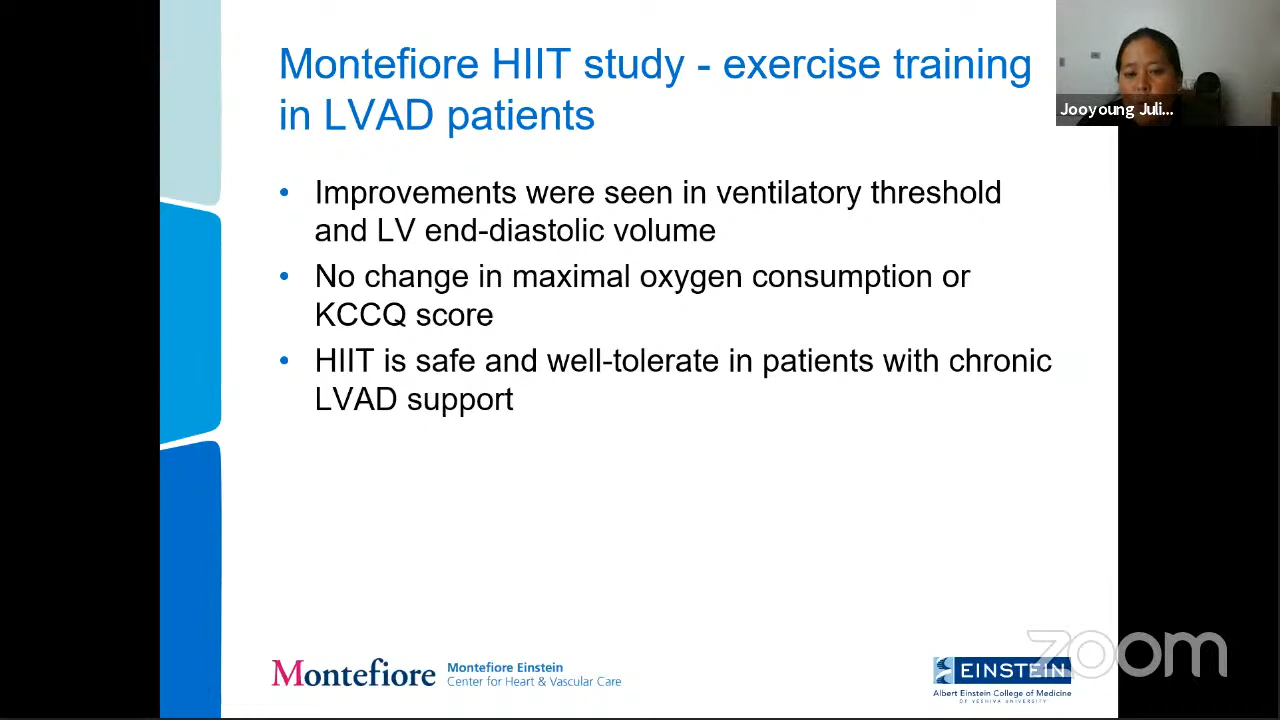 Montefiore HIIT study - exercise training
in LVAD patients
Jooyoung Juli...
• Improvements were seen in ventilatory threshold
and LV end-diastolic volume
• No change in maximal oxygen consumption or
KCCQ score
• HIIT is safe and well-tolerate in patients with chronic
LVAD support
Montefiore
Montefiore Einstein
Center for Heart & Vascular Care
EINSTEIN
Albert Einstein College of Medicine
OF YESHIVA UNIVERSITY
zoom